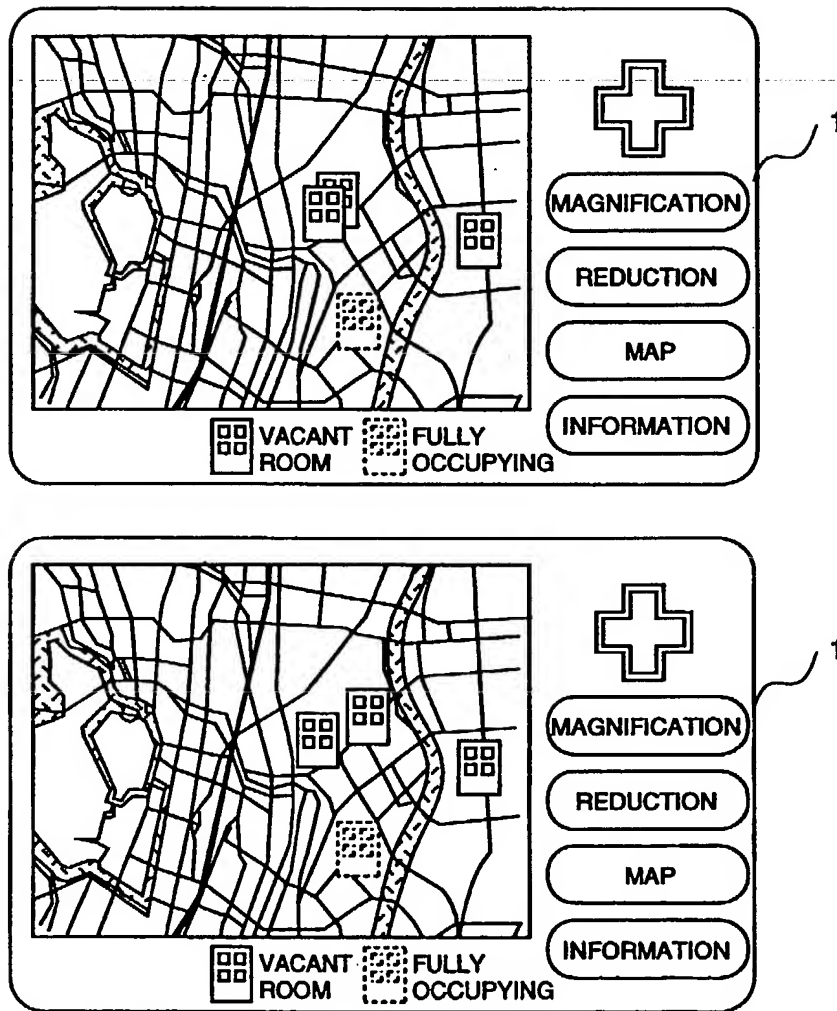 1
MAGNIFICATION
REDUCTION
MAP
INFORMATION
VACANT
ROOM
FULLY
OCCUPYING
1
MAGNIFICATION
REDUCTION
MAP
INFORMATION
VACANT
ROOM
FULLY
OCCUPYING